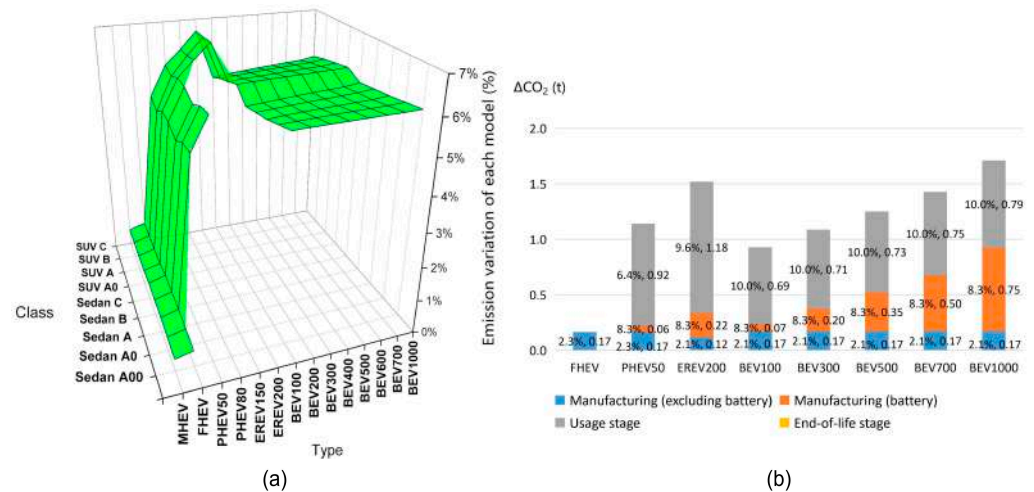 7%
6%
5%
4%
3%
2%
1%
0%
Emission variation of each model (%)
SUV C
SUV B
SUV A
SUV A0
Sedan C
Sedan B
Sedan A
Sedan A0
Sedan A00
Class
MHEV
FHEV
PHEV50
PHEV80
EREV150
EREV200
BEV100
BEV200
BEV300
BEV400
BEV500
BEV600
BEV700
BEV1000
Type
(a)
ΔCO₂ (t)
2.0
1.5
1.0
0.5
0.0
2.3%, 0.17
6.4%, 0.92
8.3%, 0.06
2.3%, 0.17
9.6%, 1.18
8.3%, 0.22
2.1%, 0.12
10.0%, 0.69
8.3%, 0.07
2.1%, 0.17
10.0%, 0.71
8.3%, 0.20
2.1%, 0.17
10.0%, 0.73
8.3%, 0.35
2.1%, 0.17
10.0%, 0.75
8.3%, 0.50
2.1%, 0.17
10.0%, 0.79
8.3%, 0.75
2.1%, 0.17
FHEV PHEV50 EREV200 BEV100 BEV300 BEV500 BEV700 BEV1000
Manufacturing (excluding battery) Manufacturing (battery)
Usage stage End-of-life stage
(b)